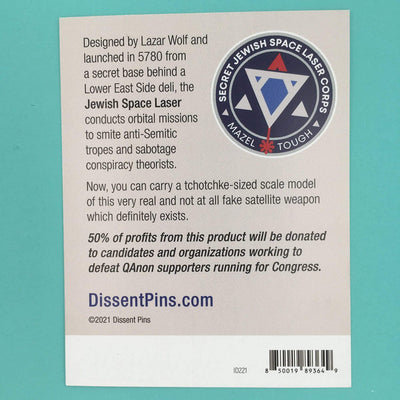 Designed by Lazar Wolf and
launched in 5780 from
a secret base behind a
Lower East Side deli, the
Jewish Space Laser
conducts orbital missions
to smite anti-Semitic
tropes and sabotage
conspiracy theorists.
SECRET JEWISH SPACE LASER CORPS
MAZEL TOUGH
Now, you can carry a tchotchke-sized scale model
of this very real and not at all fake satellite weapon
which definitely exists.
50% of profits from this product will be donated
to candidates and organizations working to
defeat QAnon supporters running for Congress.
DissentPins.com
©2021 Dissent Pins
ID221
8 50019 89364 9